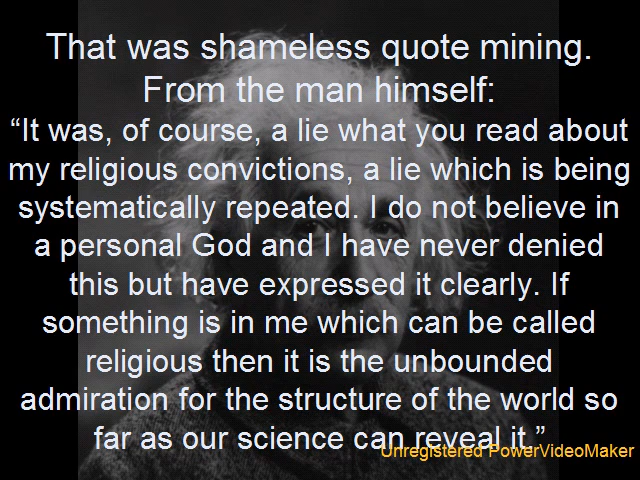 That was shameless quote mining.
From the man himself:
“It was, of course, a lie what you read about
my religious convictions, a lie which is being
systematically repeated. I do not believe in
a personal God and I have never denied
this but have expressed it clearly. If
something is in me which can be called
religious then it is the unbounded
admiration for the structure of the world so
far as our science can reveal it.”
Unregistered PowerVideoMaker